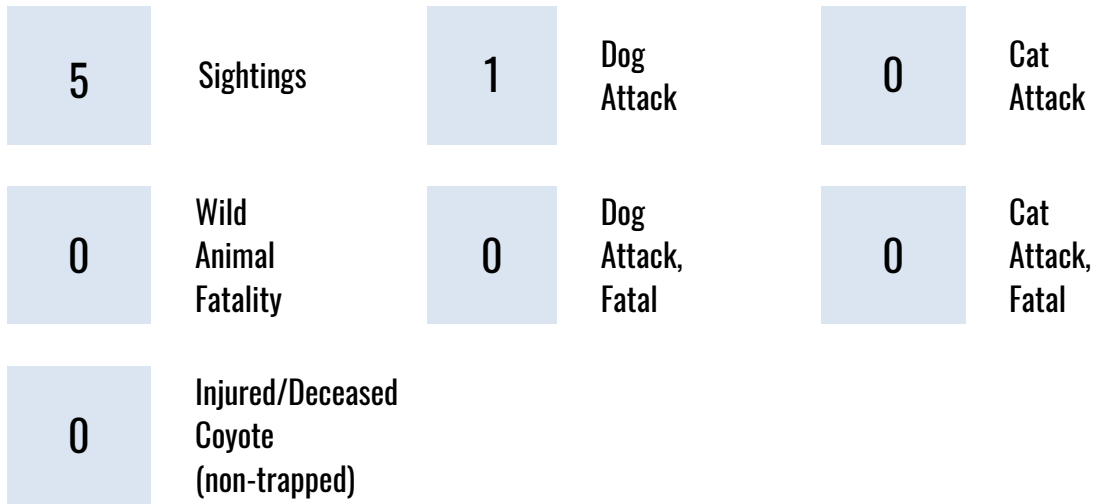 5
Sightings
1
Dog
Attack
0
Cat
Attack
0
Wild
Animal
Fatality
0
Dog
Attack,
Fatal
0
Cat
Attack,
Fatal
0
Injured/Deceased
Coyote
(non-trapped)